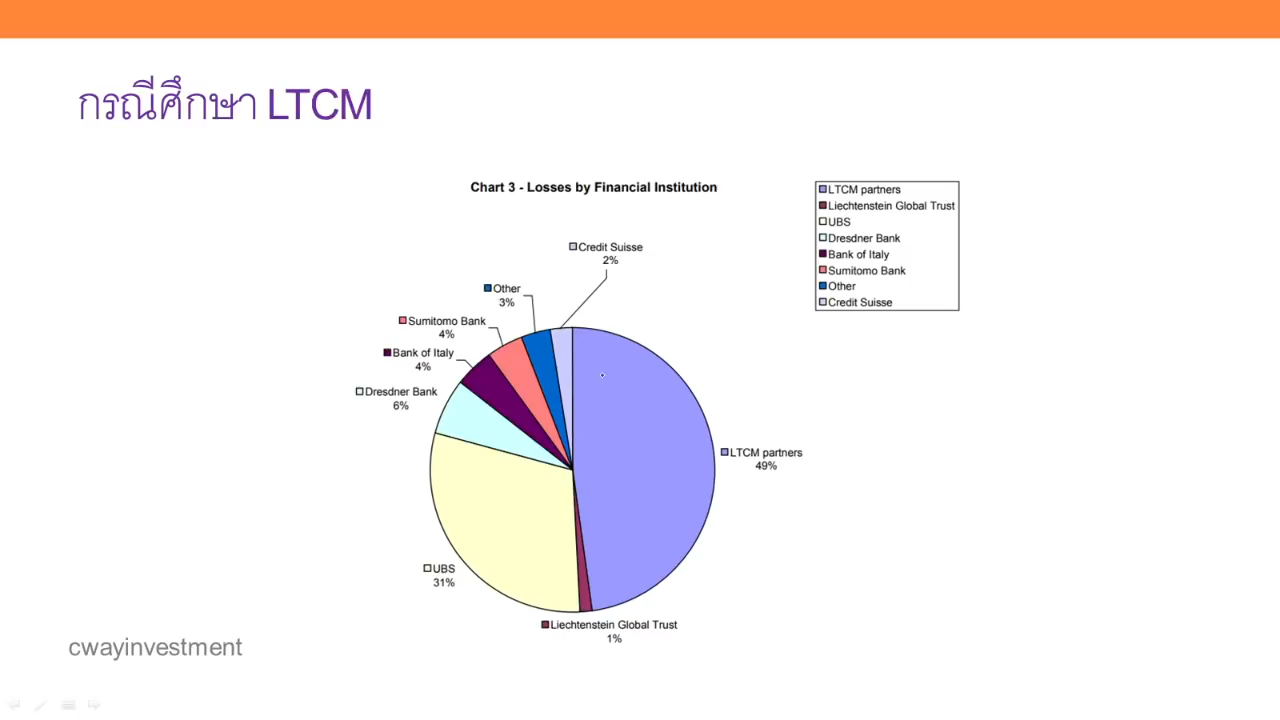 กรณีศึกษา LTCM
Chart 3 - Losses by Financial Institution
LTCM partners
Liechtenstein Global Trust
UBS
Dresdner Bank
Bank of Italy
Sumitomo Bank
Other
Credit Suisse
Credit Suisse
2%
Other
3%
Sumitomo Bank
4%
Bank of Italy
4%
Dresdner Bank
6%
LTCM partners
49%
UBS
31%
Liechtenstein Global Trust
1%
cwayinvestment